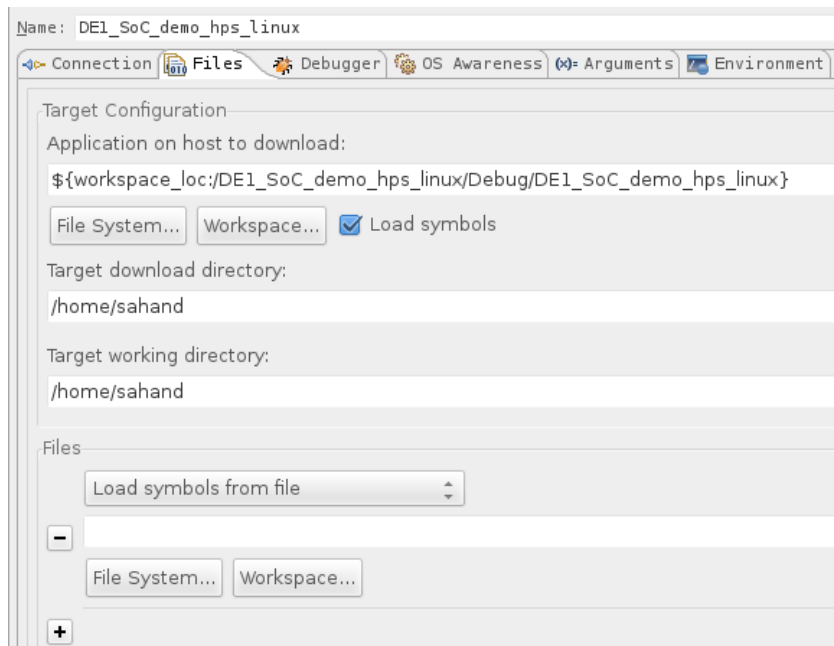 Name: DE1_SoC_demo_hps_linux
Connection Files Debugger OS Awareness (x)= Arguments Environment
Target Configuration
Application on host to download:
${workspace_loc:/DE1_SoC_demo_hps_linux/Debug/DE1_SoC_demo_hps_linux}
File System... Workspace... Load symbols
Target download directory:
/home/sahand
Target working directory:
/home/sahand
Files
Load symbols from file
File System... Workspace...